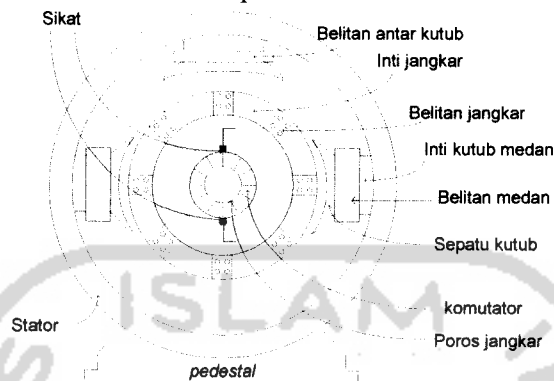 Sikat
Belitan antar kutub
Inti jangkar
Belitan jangkar
Inti kutub medan
Belitan medan
Sepatu kutub
komutator
Poros jangkar
Stator
pedestal
ISLAM